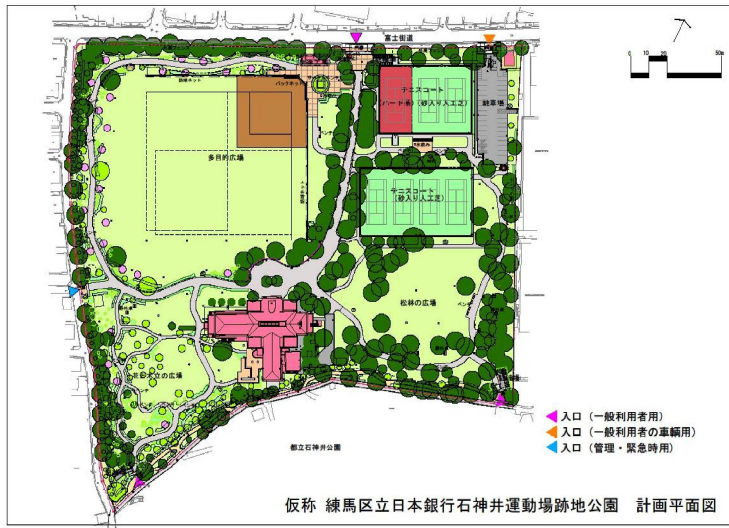 富士街道
0 10 20 50m
防球ネット
バックネット
テニスコート
(ハード系)(砂入り人工芝)
駐車場
ベンチ
多目的広場
テニスコート
(砂入り人工芝)
松林の広場
ベンチ
花木木立の広場
都立石神井公園
入口(一般利用者用)
入口(一般利用者の車輌用)
入口(管理・緊急時用)
仮称 練馬区立日本銀行石神井運動場跡地公園 計画平面図